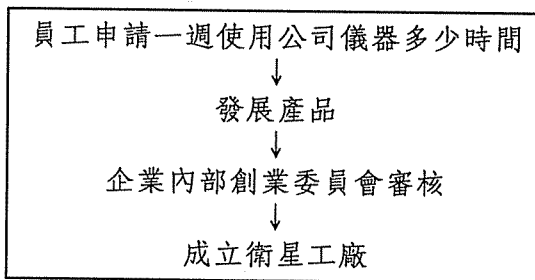 員工申請一週使用公司儀器多少時間
↓
發展產品
↓
企業內部創業委員會審核
↓
成立衛星工廠